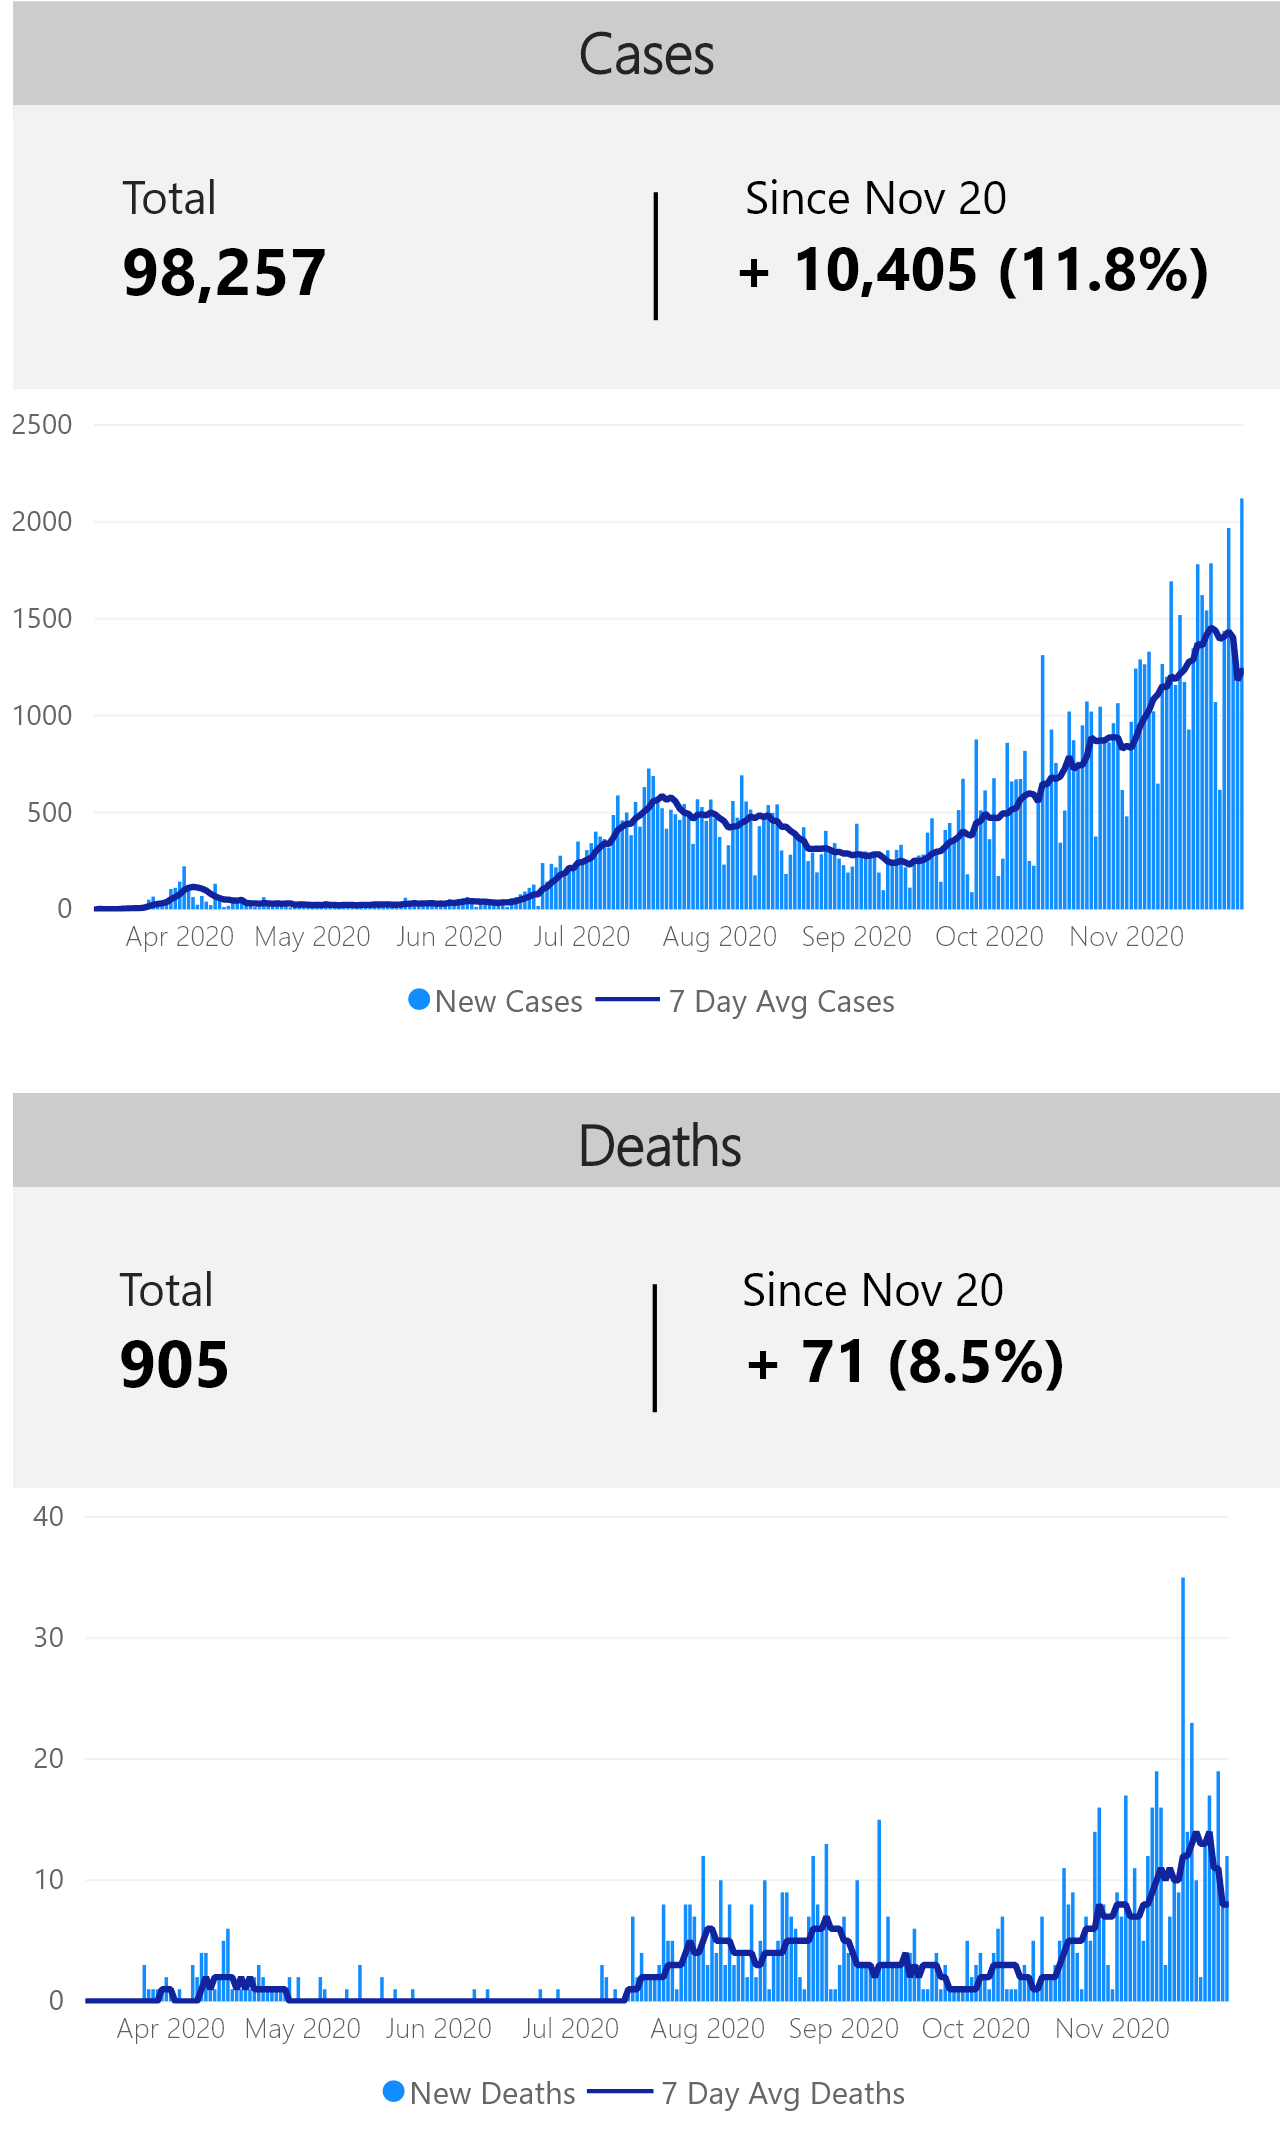 Cases
Total
Since Nov 20
98,257
+ 10,405 (11.8%)
2500
2000
1500
1000
500
0
Apr 2020 May 2020 Jun 2020 Jul 2020 Aug 2020 Sep 2020 Oct 2020 Nov 2020
New Cases 7 Day Avg Cases
Deaths
Total
Since Nov 20
905
+ 71 (8.5%)
40
30
20
10
0
Apr 2020 May 2020 Jun 2020 Jul 2020 Aug 2020 Sep 2020 Oct 2020 Nov 2020
New Deaths 7 Day Avg Deaths